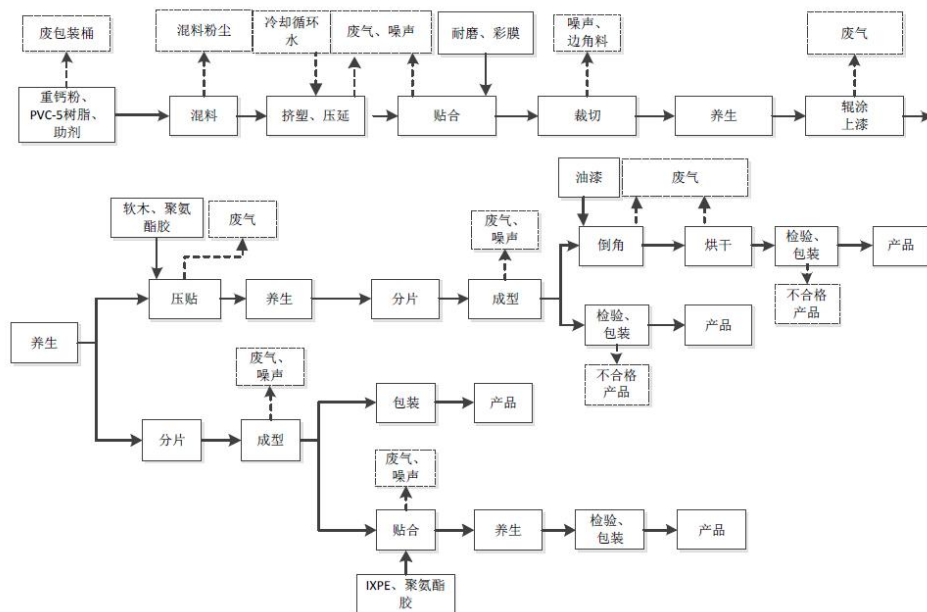 废包装桶
混料粉尘
冷却循环
水
废气、噪声
耐磨、彩膜
噪声、
边角料
废气
重钙粉、
PVC-5树脂、
助剂
混料
挤塑、压延
贴合
裁切
养生
辊涂
上漆
软木、聚氨
酯胶
废气
废气、
噪声
油漆
废气
压贴
养生
分片
成型
倒角
烘干
检验、
包装
产品
不合格
产品
养生
检验、
包装
产品
不合格
产品
废气、
噪声
分片
成型
包装
产品
废气、
噪声
贴合
养生
检验、
包装
产品
IXPE、聚氨酯
胶